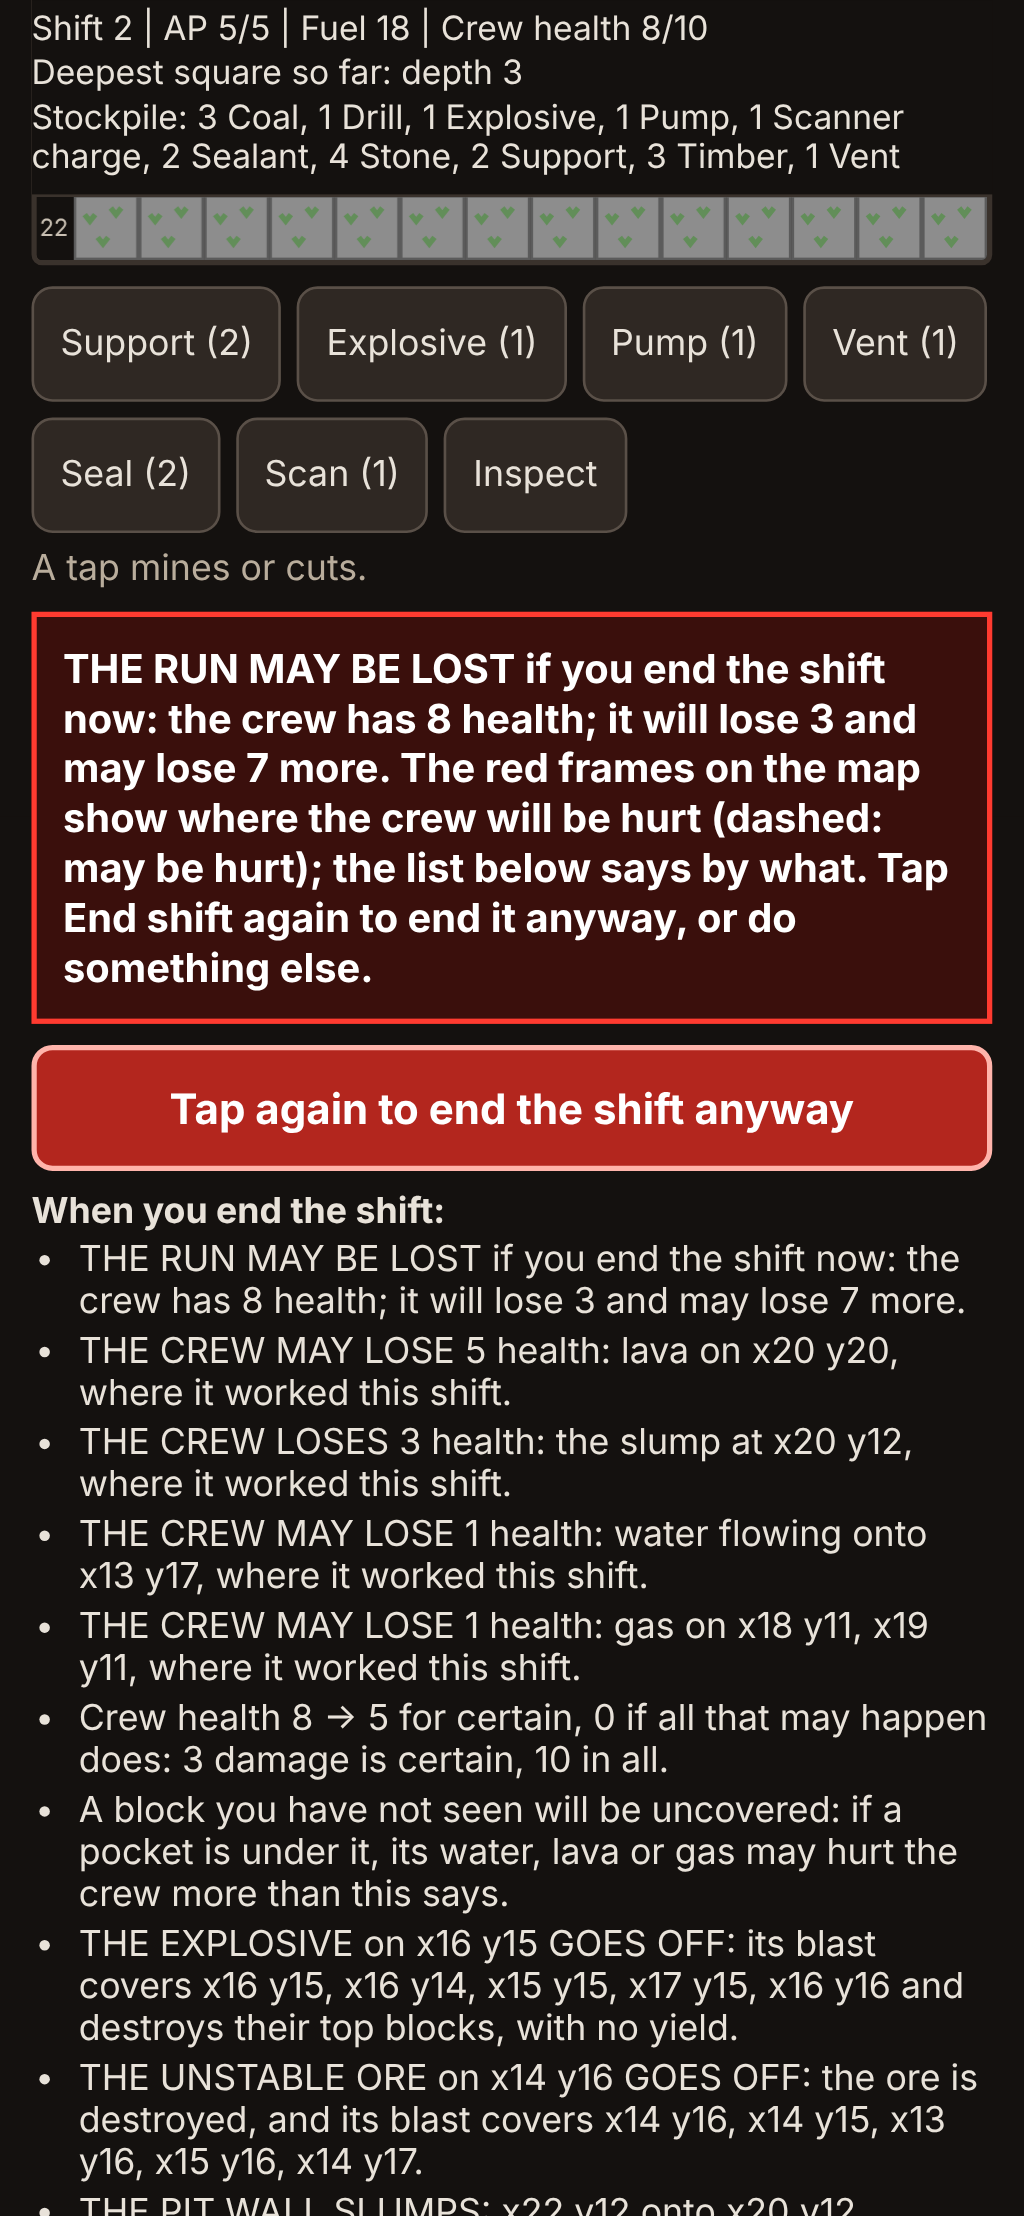 Shift 2 | AP 5/5 | Fuel 18 | Crew health 8/10
Deepest square so far: depth 3
Stockpile: 3 Coal, 1 Drill, 1 Explosive, 1 Pump, 1 Scanner
charge, 2 Sealant, 4 Stone, 2 Support, 3 Timber, 1 Vent
22
Support (2)
Explosive (1)
Pump (1)
Vent (1)
Seal (2)
Scan (1)
Inspect
A tap mines or cuts.
THE RUN MAY BE LOST if you end the shift
now: the crew has 8 health; it will lose 3 and
may lose 7 more. The red frames on the map
show where the crew will be hurt (dashed:
may be hurt); the list below says by what. Tap
End shift again to end it anyway, or do
something else.
Tap again to end the shift anyway
When you end the shift:
• THE RUN MAY BE LOST if you end the shift now: the
crew has 8 health; it will lose 3 and may lose 7 more.
• THE CREW MAY LOSE 5 health: lava on x20 y20,
where it worked this shift.
• THE CREW LOSES 3 health: the slump at x20 y12,
where it worked this shift.
• THE CREW MAY LOSE 1 health: water flowing onto
x13 y17, where it worked this shift.
• THE CREW MAY LOSE 1 health: gas on x18 y11, x19
y11, where it worked this shift.
• Crew health 8 → 5 for certain, 0 if all that may happen
does: 3 damage is certain, 10 in all.
• A block you have not seen will be uncovered: if a
pocket is under it, its water, lava or gas may hurt the
crew more than this says.
• THE EXPLOSIVE on x16 y15 GOES OFF: its blast
covers x16 y15, x16 y14, x15 y15, x17 y15, x16 y16 and
destroys their top blocks, with no yield.
• THE UNSTABLE ORE on x14 y16 GOES OFF: the ore is
destroyed, and its blast covers x14 y16, x14 y15, x13
y16, x15 y16, x14 y17.
• THE PIT WALL SLUMPS: x22 y12 onto x20 y12